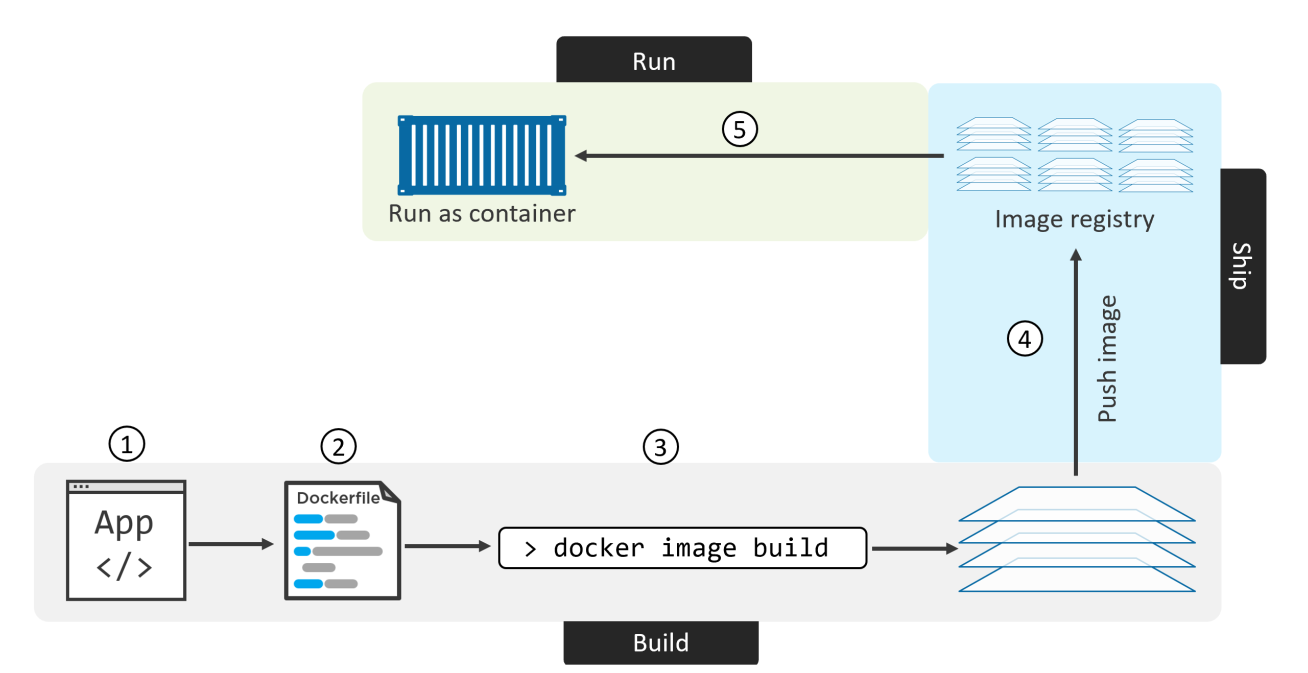 Run
5
Run as container
Image registry
Ship
4
Push image
1
2
3
App
</>
Dockerfile
> docker image build
Build